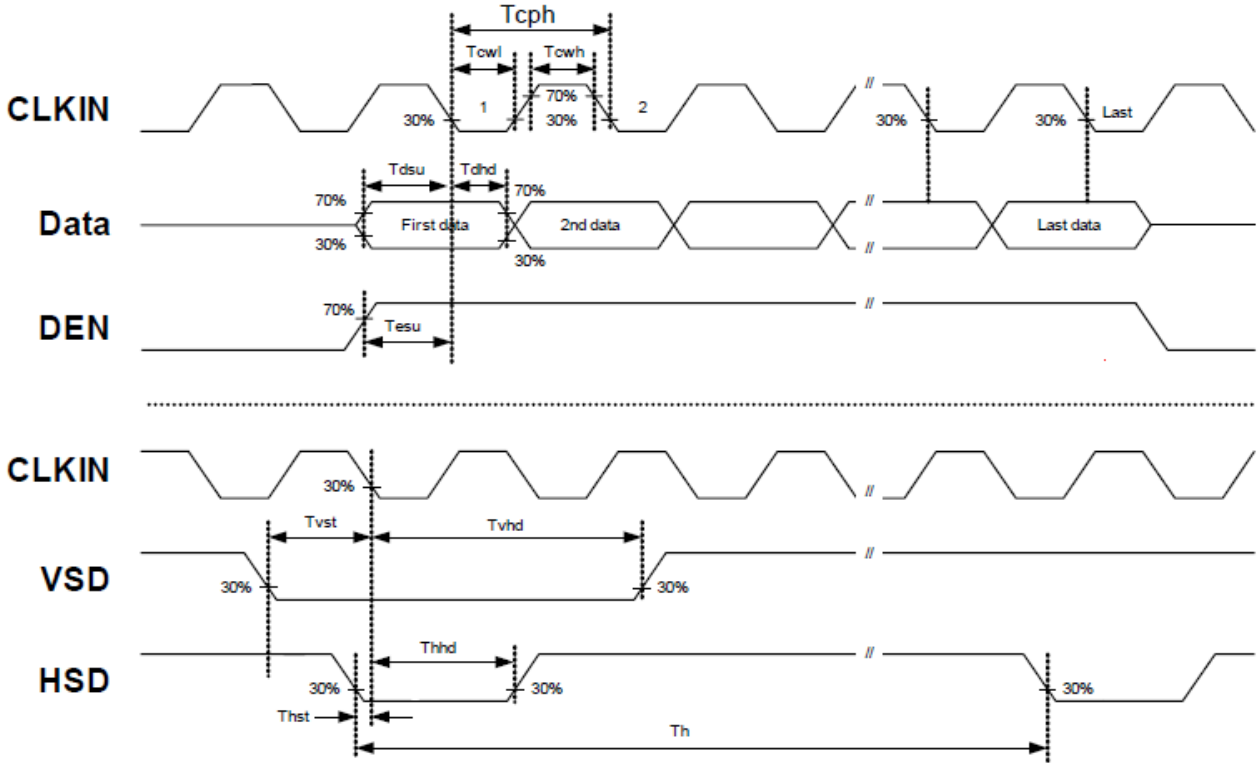 Tcph
Tcwl Tcwh
CLKIN 30% 1 70% 30% 2 // 30% 30% Last
Tdsu Tdhd
70% 70%
Data First data 2nd data // Last data
30% 30% //
DEN 70% //
Tesu
CLKIN 30% //
Tvst Tvhd
VSD 30% 30% //
Thhd
HSD 30% 30% // 30%
Thst
Th